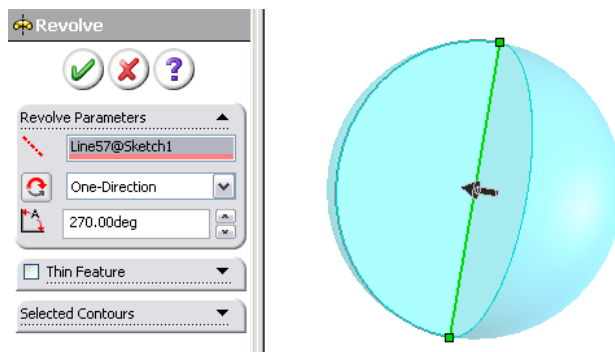 Revolve
?
Revolve Parameters
Line57@Sketch1
One-Direction
A
270.00deg
Thin Feature
Selected Contours